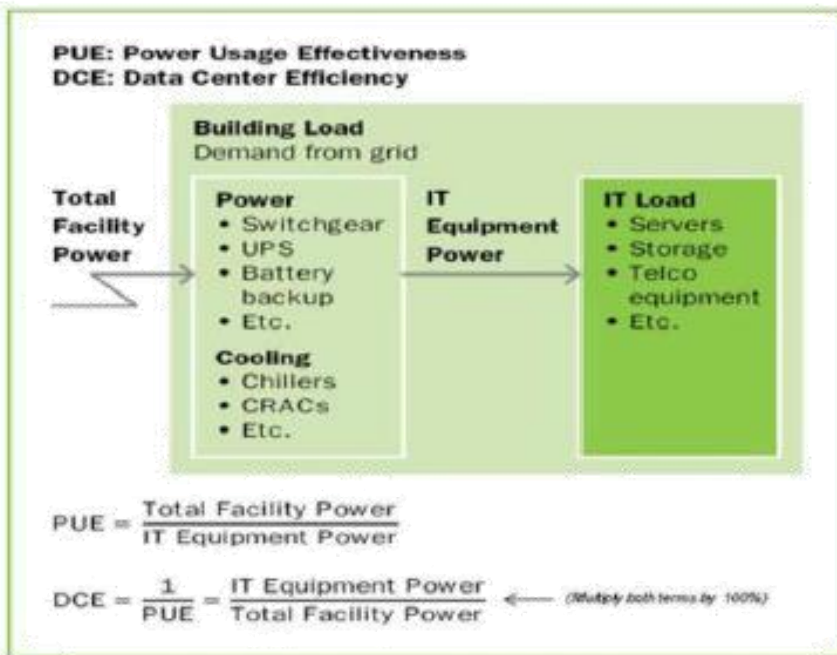 PUE: Power Usage Effectiveness
DCE: Data Center Efficiency
Building Load
Demand from grid
Total
Facility
Power
Power
• Switchgear
• UPS
• Battery
backup
• Etc.
Cooling
• Chillers
• CRACs
• Etc.
IT
Equipment
Power
IT Load
• Servers
• Storage
• Telco
equipment
• Etc.
PUE = Total Facility Power / IT Equipment Power
DCE = 1 / PUE = IT Equipment Power / Total Facility Power (Multiply both terms by 100%)